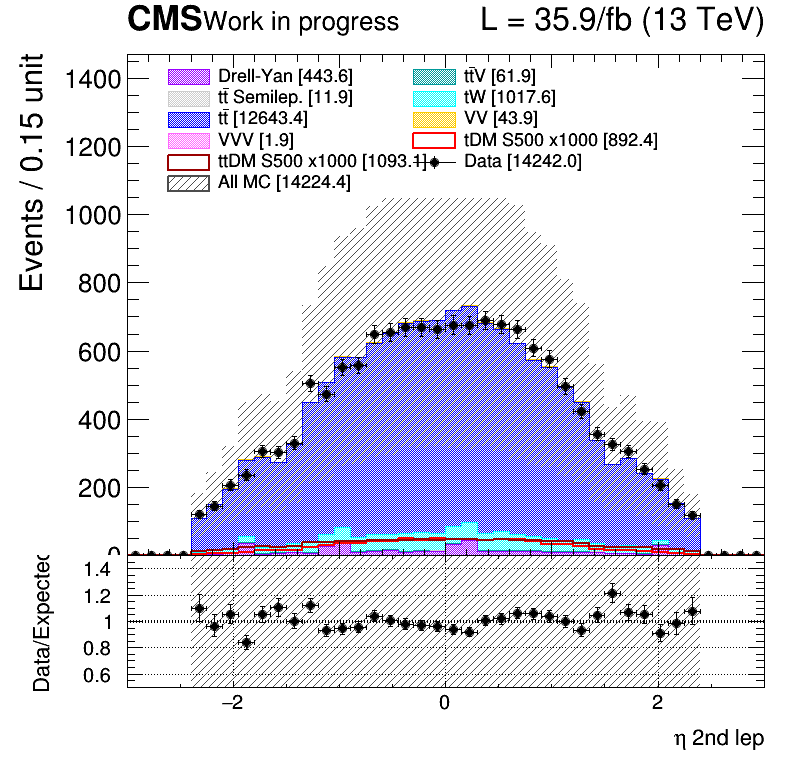 CMS Work in progress L = 35.9/fb (13 TeV)
Drell-Yan [443.6] tt̄V [61.9]
tt̄ Semilep. [11.9] tW [1017.6]
tt̄ [12643.4] VV [43.9]
VVV [1.9] tDM S500 x1000 [892.4]
ttDM S500 x1000 [1093.1] Data [14242.0]
All MC [14224.4]
Events / 0.15 unit
1400
1200
1000
800
600
400
200
0
Data/Expected
1.4
1.2
1
0.8
0.6
−2 0 2
η 2nd lep